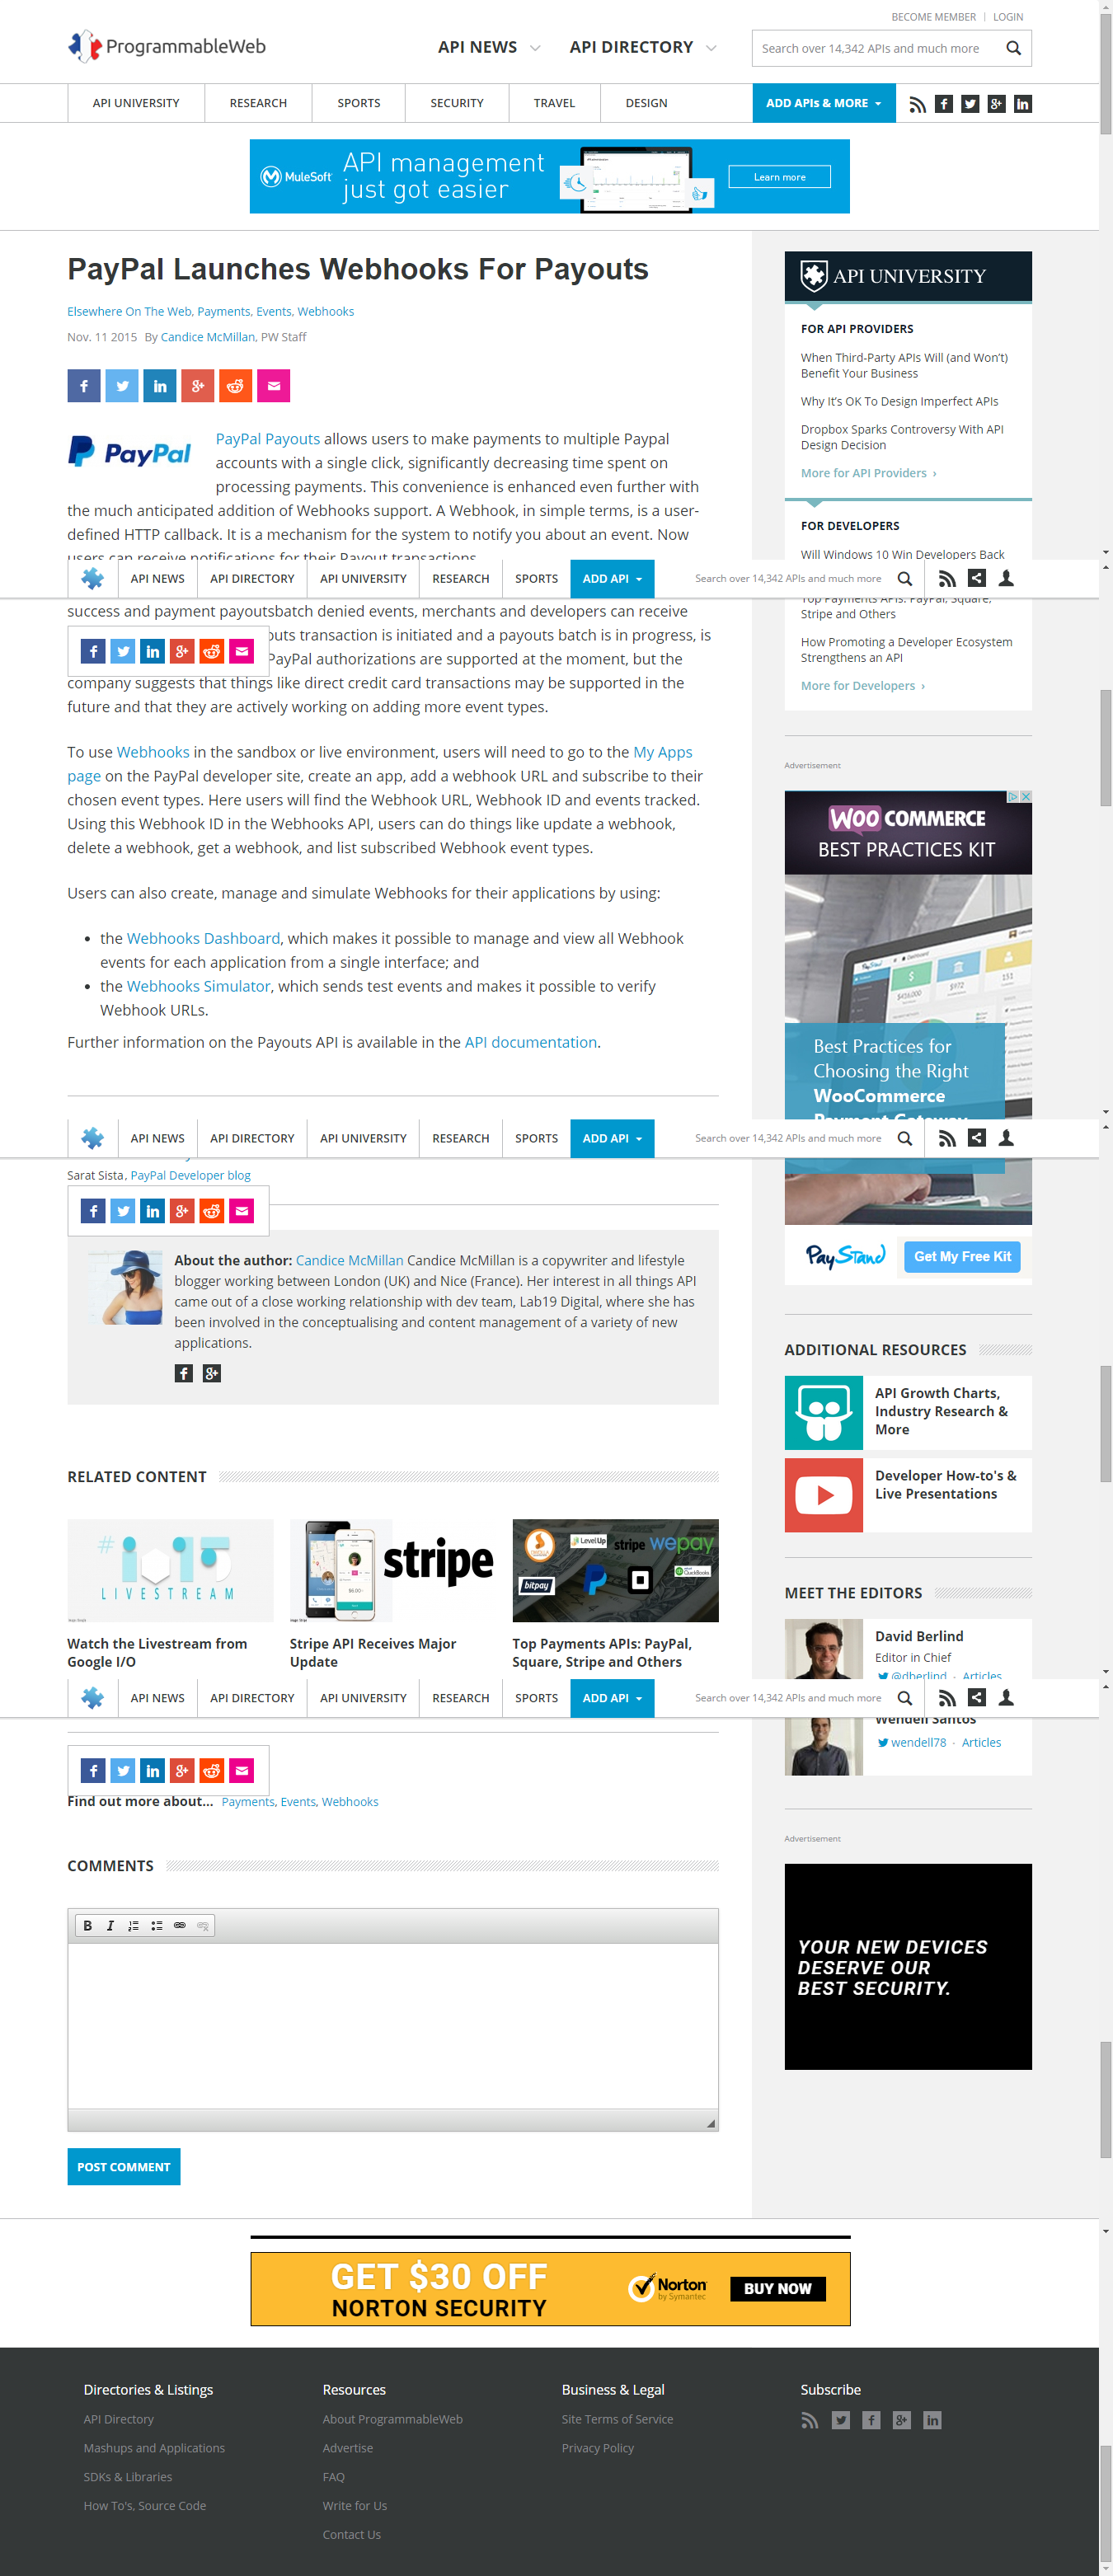 BECOME MEMBER | LOGIN
ProgrammableWeb
API NEWS
API DIRECTORY
Search over 14,342 APIs and much more
API UNIVERSITY
RESEARCH
SPORTS
SECURITY
TRAVEL
DESIGN
ADD APIs & MORE
MuleSoft
API management
just got easier
Learn more
PayPal Launches Webhooks For Payouts
Elsewhere On The Web, Payments, Events, Webhooks
Nov. 11 2015 By Candice McMillan, PW Staff
PayPal
PayPal Payouts allows users to make payments to multiple Paypal
accounts with a single click, significantly decreasing time spent on
processing payments. This convenience is enhanced even further with
the much anticipated addition of Webhooks support. A Webhook, in simple terms, is a user-
defined HTTP callback. It is a mechanism for the system to notify you about an event. Now
users can receive notifications for their Payout transactions.
API UNIVERSITY
FOR API PROVIDERS
When Third-Party APIs Will (and Won't)
Benefit Your Business
Why It's OK To Design Imperfect APIs
Dropbox Sparks Controversy With API
Design Decision
More for API Providers ›
FOR DEVELOPERS
Will Windows 10 Win Developers Back
API NEWS
API DIRECTORY
API UNIVERSITY
RESEARCH
SPORTS
ADD API
Search over 14,342 APIs and much more
success and payment payoutsbatch denied events, merchants and developers can receive
outs transaction is initiated and a payouts batch is in progress, is
PayPal authorizations are supported at the moment, but the
company suggests that things like direct credit card transactions may be supported in the
future and that they are actively working on adding more event types.
To use Webhooks in the sandbox or live environment, users will need to go to the My Apps
page on the PayPal developer site, create an app, add a webhook URL and subscribe to their
chosen event types. Here users will find the Webhook URL, Webhook ID and events tracked.
Using this Webhook ID in the Webhooks API, users can do things like update a webhook,
delete a webhook, get a webhook, and list subscribed Webhook event types.
Users can also create, manage and simulate Webhooks for their applications by using:
• the Webhooks Dashboard, which makes it possible to manage and view all Webhook
events for each application from a single interface; and
• the Webhooks Simulator, which sends test events and makes it possible to verify
Webhook URLs.
Further information on the Payouts API is available in the API documentation.
Top Payments APIs: PayPal, Square,
Stripe and Others
How Promoting a Developer Ecosystem
Strengthens an API
More for Developers ›
Advertisement
WOO COMMERCE
BEST PRACTICES KIT
Best Practices for
Choosing the Right
WooCommerce
Payment Gateway
API NEWS
API DIRECTORY
API UNIVERSITY
RESEARCH
SPORTS
ADD API
Search over 14,342 APIs and much more
Sarat Sista, PayPal Developer blog
About the author: Candice McMillan Candice McMillan is a copywriter and lifestyle
blogger working between London (UK) and Nice (France). Her interest in all things API
came out of a close working relationship with dev team, Lab19 Digital, where she has
been involved in the conceptualising and content management of a variety of new
applications.
PayStand
Get My Free Kit
ADDITIONAL RESOURCES
API Growth Charts,
Industry Research &
More
Developer How-to's &
Live Presentations
RELATED CONTENT
#io15
LIVESTREAM
stripe
LevelUp
stripe
wepay
bitpay
QuickBooks
Watch the Livestream from
Google I/O
Stripe API Receives Major
Update
Top Payments APIs: PayPal,
Square, Stripe and Others
MEET THE EDITORS
David Berlind
Editor in Chief
@dberlind · Articles
API NEWS
API DIRECTORY
API UNIVERSITY
RESEARCH
SPORTS
ADD API
Search over 14,342 APIs and much more
Wendell Santos
wendell78 · Articles
Find out more about... Payments, Events, Webhooks
COMMENTS
POST COMMENT
Advertisement
YOUR NEW DEVICES
DESERVE OUR
BEST SECURITY.
GET $30 OFF
NORTON SECURITY
Norton
by Symantec
BUY NOW
Directories & Listings
API Directory
Mashups and Applications
SDKs & Libraries
How To's, Source Code
Resources
About ProgrammableWeb
Advertise
FAQ
Write for Us
Contact Us
Business & Legal
Site Terms of Service
Privacy Policy
Subscribe